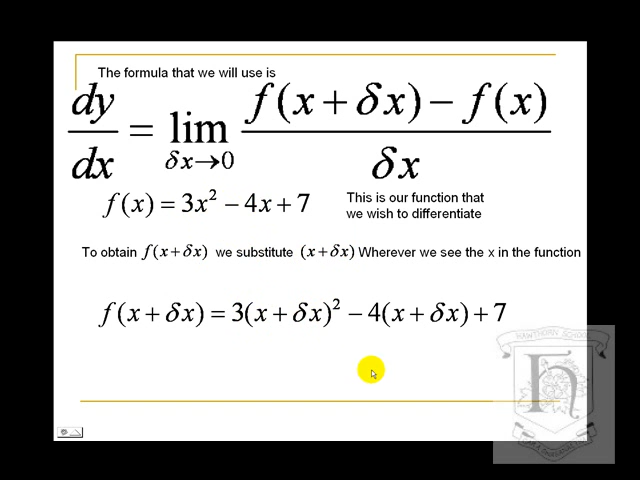 The formula that we will use is
dy/dx = lim δx→0 f(x + δx) − f(x) / δx
f(x) = 3x² − 4x + 7
This is our function that
we wish to differentiate
To obtain f(x + δx) we substitute (x + δx) Wherever we see the x in the function
f(x + δx) = 3(x + δx)² − 4(x + δx) + 7
HAWTHORN SCHOOL